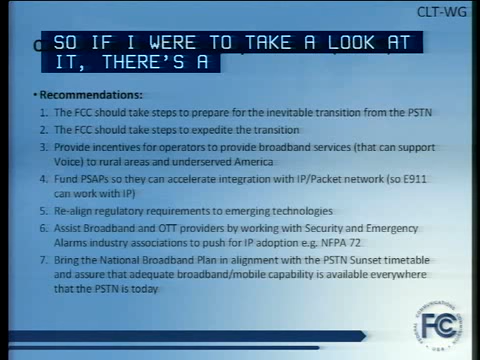 CLT-WG
SO IF I WERE TO TAKE A LOOK AT
IT, THERE'S A
• Recommendations:
1. The FCC should take steps to prepare for the inevitable transition from the PSTN
2. The FCC should take steps to expedite the transition
3. Provide incentives for operators to provide broadband services (that can support
Voice) to rural areas and underserved America
4. Fund PSAPs so they can accelerate integration with IP/Packet network (so E911
can work with IP)
5. Re-align regulatory requirements to emerging technologies
6. Assist Broadband and OTT providers by working with Security and Emergency
Alarms industry associations to push for IP adoption e.g. NFPA 72
7. Bring the National Broadband Plan in alignment with the PSTN Sunset timetable
and assure that adequate broadband/mobile capability is available everywhere
that the PSTN is today
FEDERAL COMMUNICATIONS COMMISSION
FCC
USA